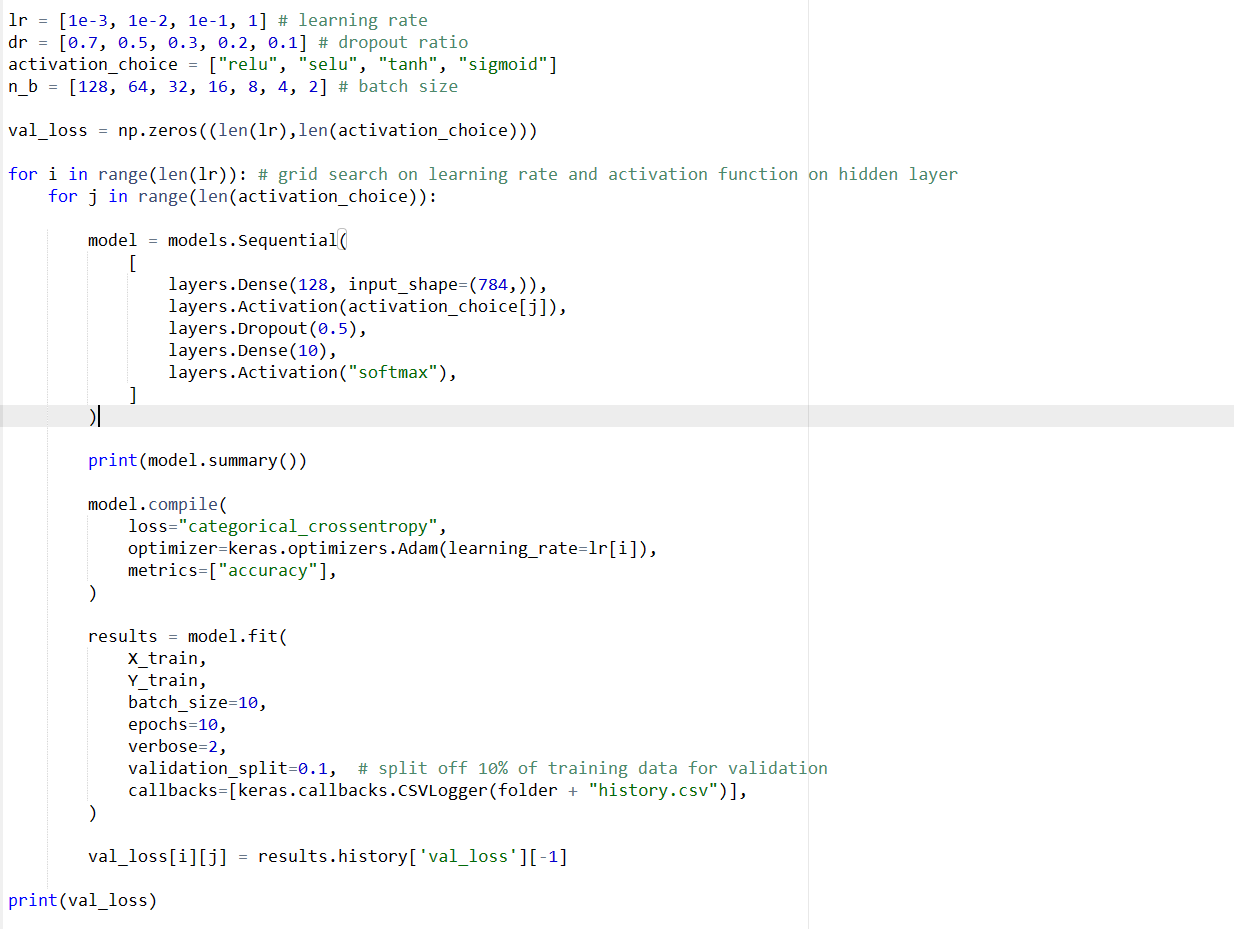 lr = [1e-3, 1e-2, 1e-1, 1] # learning rate
dr = [0.7, 0.5, 0.3, 0.2, 0.1] # dropout ratio
activation_choice = ["relu", "selu", "tanh", "sigmoid"]
n_b = [128, 64, 32, 16, 8, 4, 2] # batch size

val_loss = np.zeros((len(lr),len(activation_choice)))

for i in range(len(lr)): # grid search on learning rate and activation function on hidden layer
    for j in range(len(activation_choice)):

        model = models.Sequential(
            [
                layers.Dense(128, input_shape=(784,)),
                layers.Activation(activation_choice[j]),
                layers.Dropout(0.5),
                layers.Dense(10),
                layers.Activation("softmax"),
            ]
        )

        print(model.summary())

        model.compile(
            loss="categorical_crossentropy",
            optimizer=keras.optimizers.Adam(learning_rate=lr[i]),
            metrics=["accuracy"],
        )

        results = model.fit(
            X_train,
            Y_train,
            batch_size=10,
            epochs=10,
            verbose=2,
            validation_split=0.1,  # split off 10% of training data for validation
            callbacks=[keras.callbacks.CSVLogger(folder + "history.csv")],
        )

        val_loss[i][j] = results.history['val_loss'][-1]

print(val_loss)